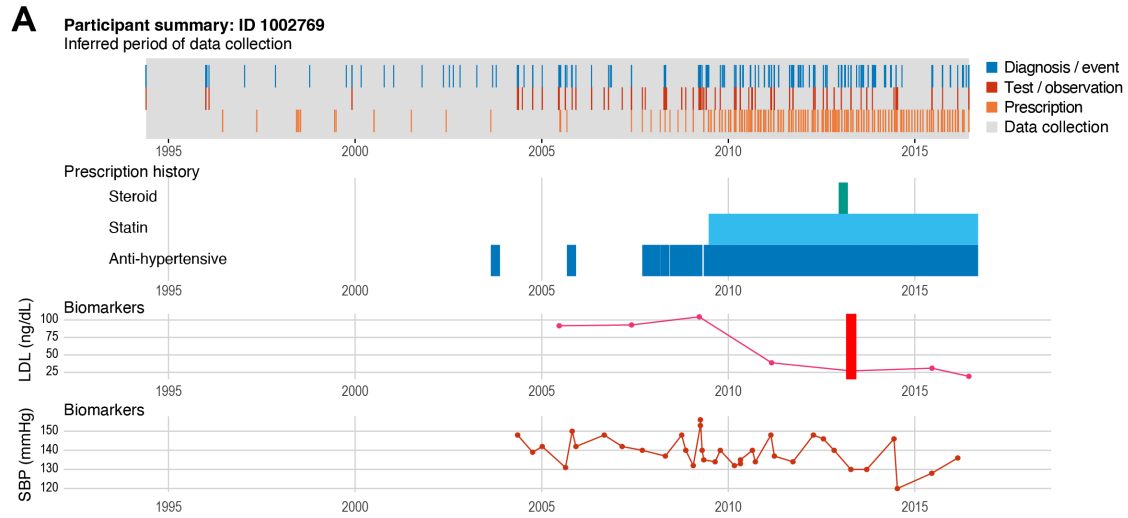 A
Participant summary: ID 1002769
Inferred period of data collection
Diagnosis / event
Test / observation
Prescription
Data collection
1995 2000 2005 2010 2015
Prescription history
Steroid
Statin
Anti-hypertensive
1995 2000 2005 2010 2015
Biomarkers
LDL (ng/dL)
100
75
50
25
1995 2000 2005 2010 2015
Biomarkers
SBP (mmHg)
150
140
130
120
1995 2000 2005 2010 2015